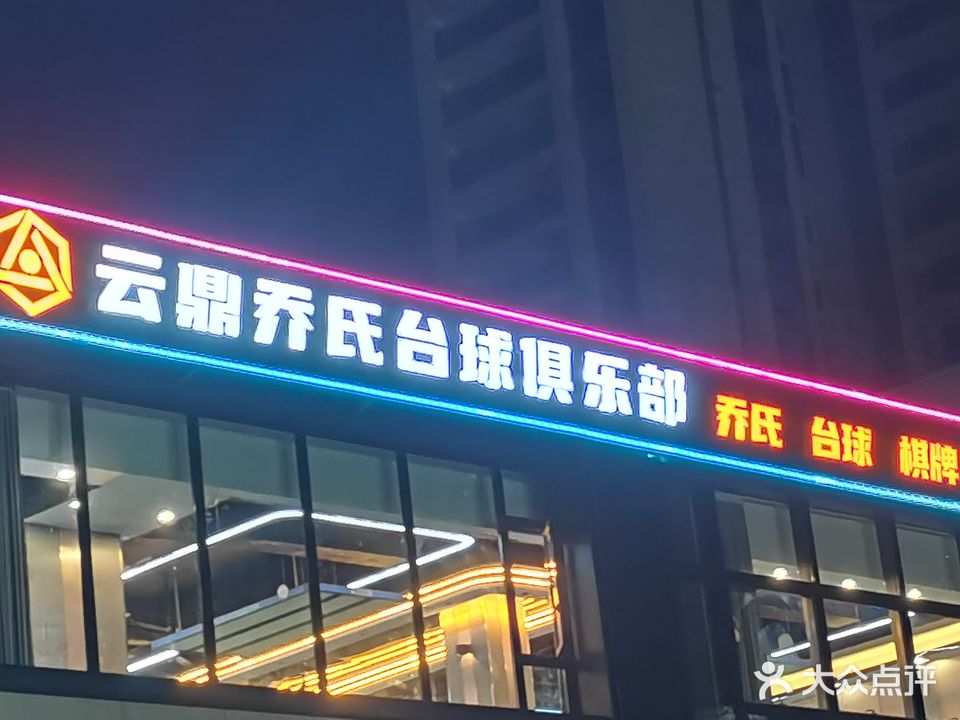 云鼎乔氏台球俱乐部
乔氏 台球 棋牌
大众点评